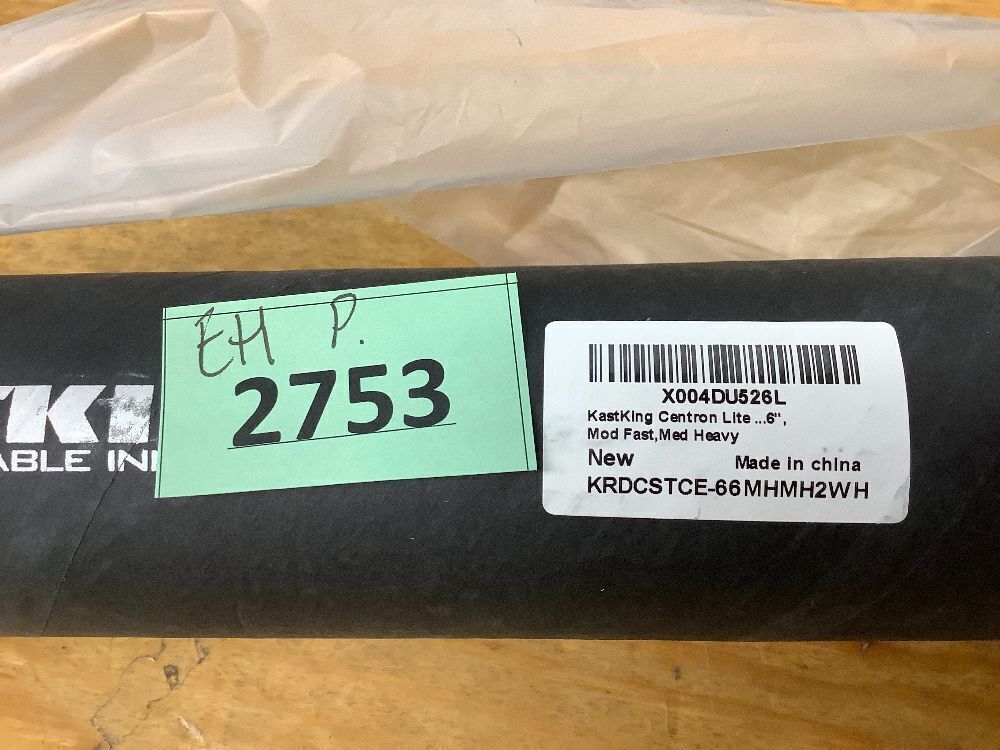 EH P.
2753
X004DU526L
KastKing Centron Lite ...6",
Mod Fast,Med Heavy
New Made in china
KRDCSTCE-66MHMH2WH